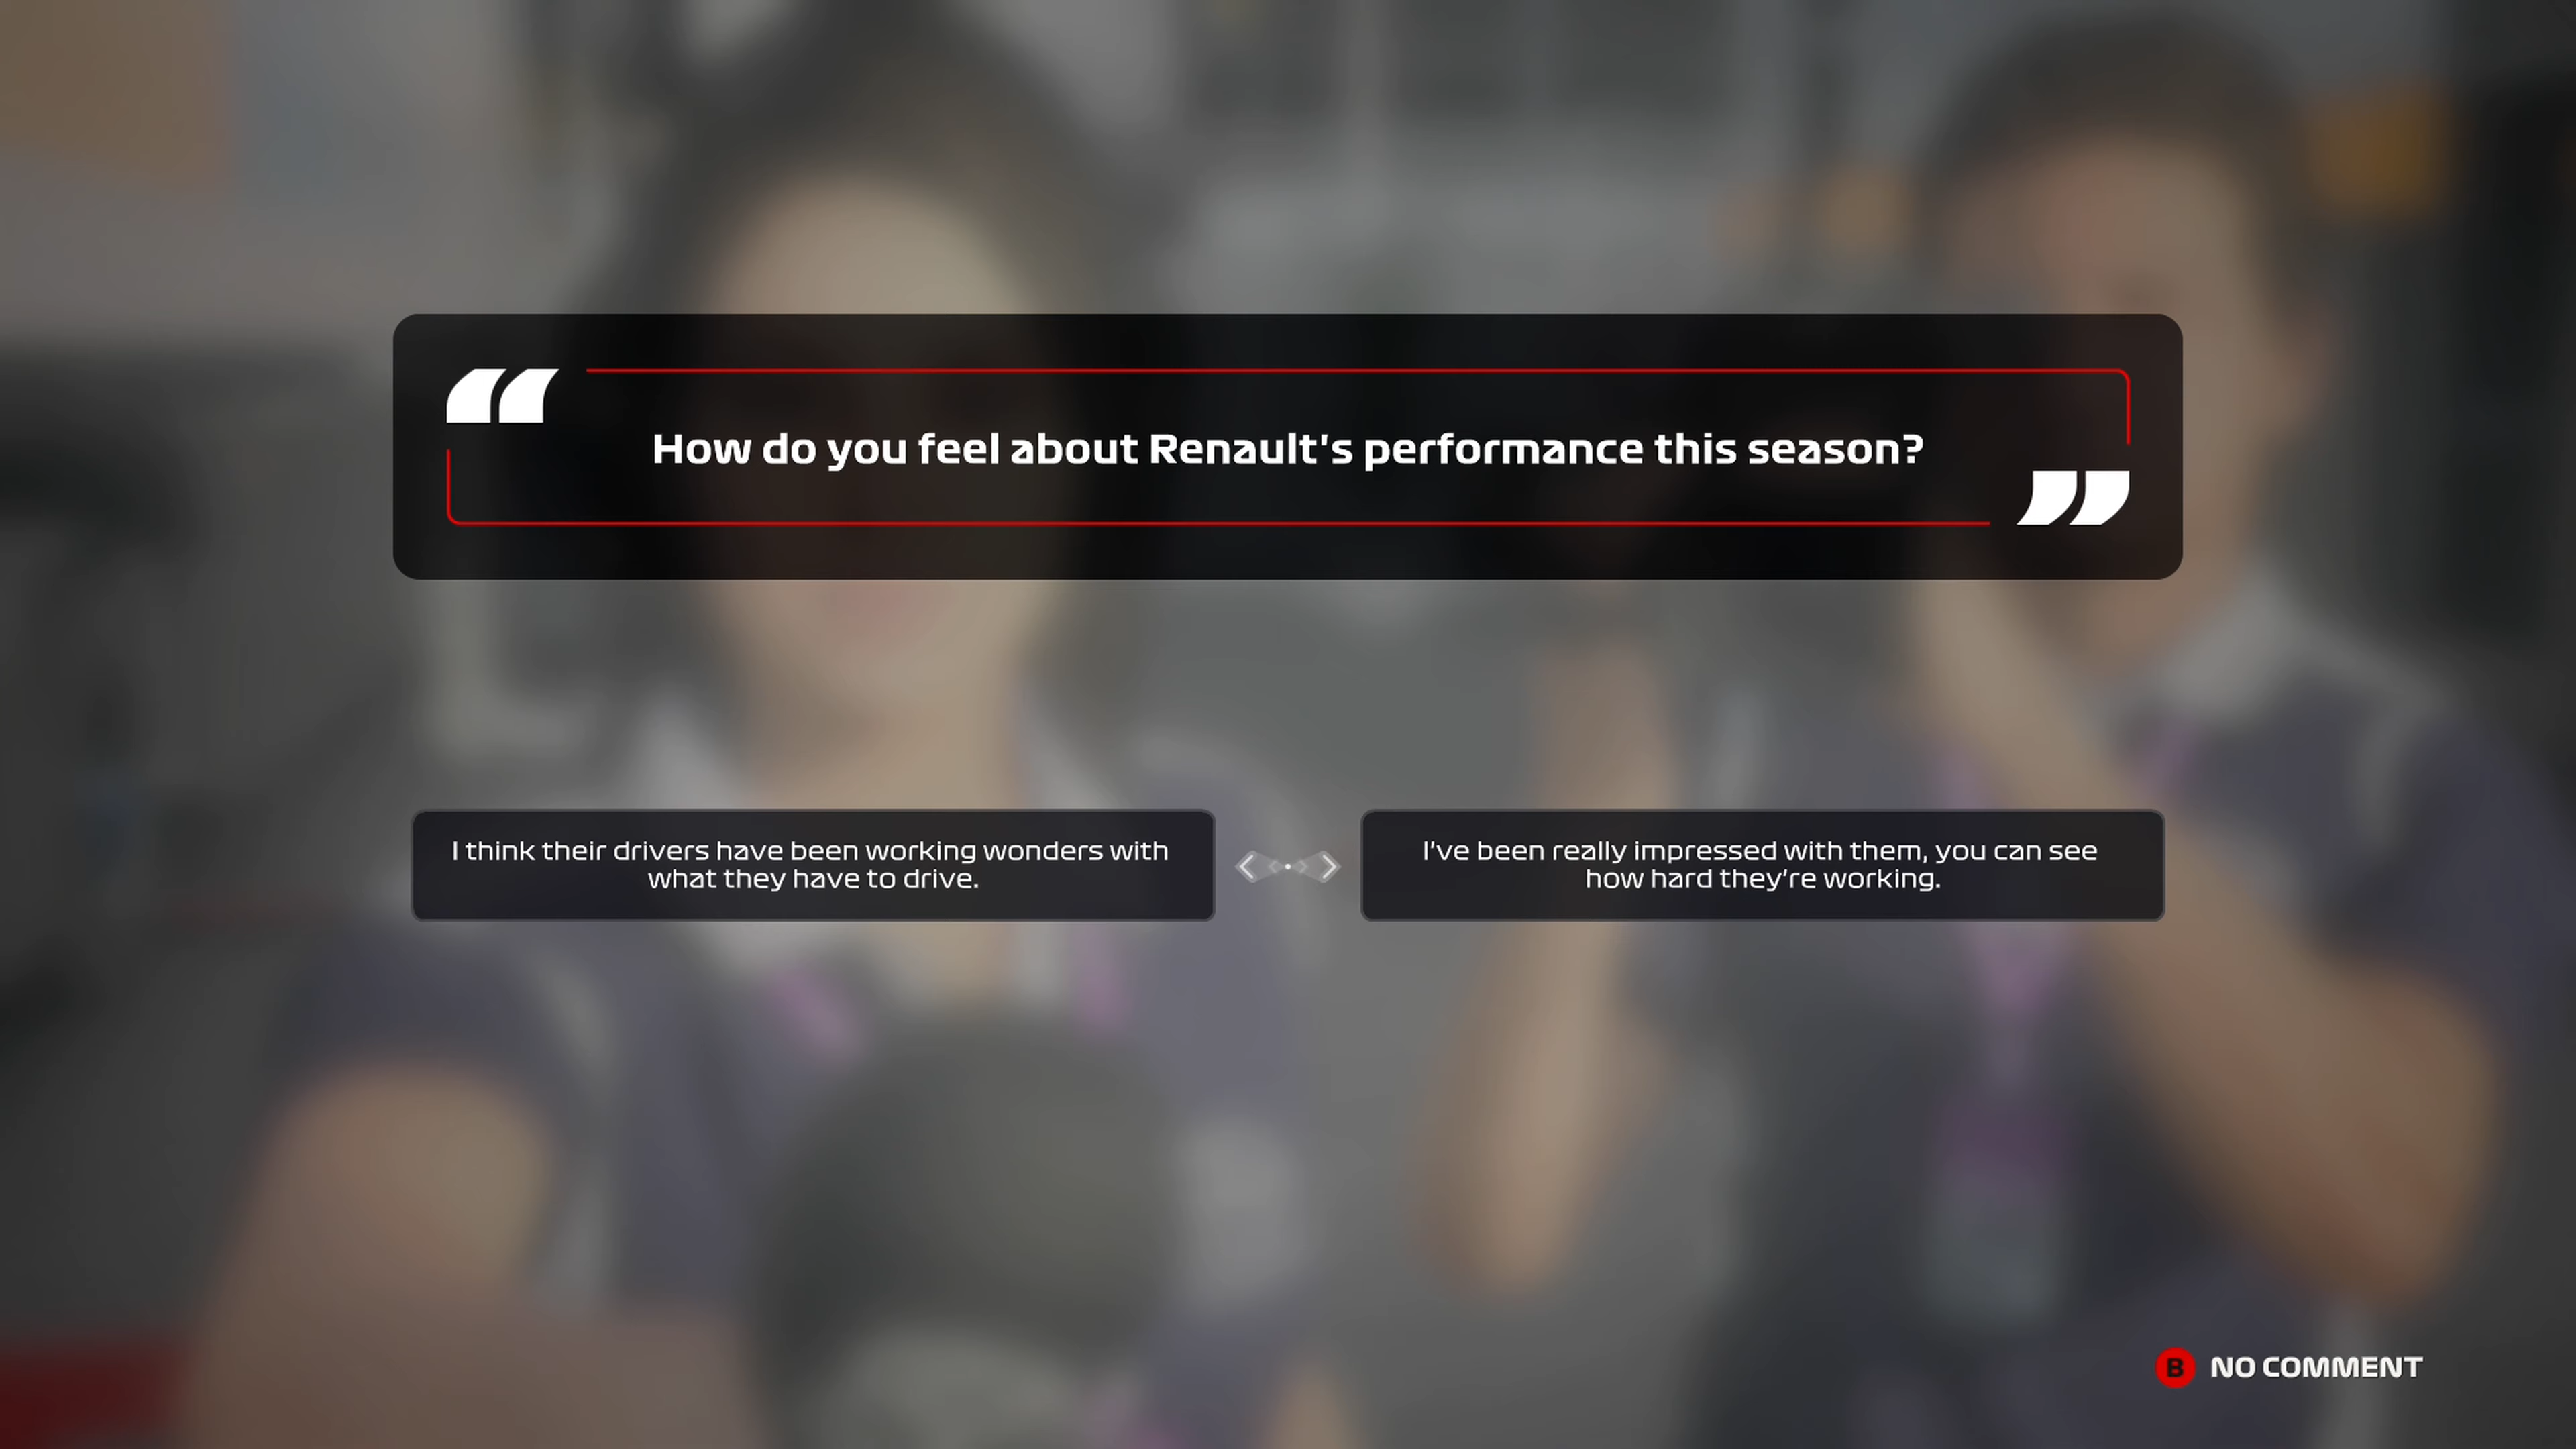 How do you feel about Renault's performance this season?
I think their drivers have been working wonders with
what they have to drive.
I've been really impressed with them, you can see
how hard they're working.
B NO COMMENT